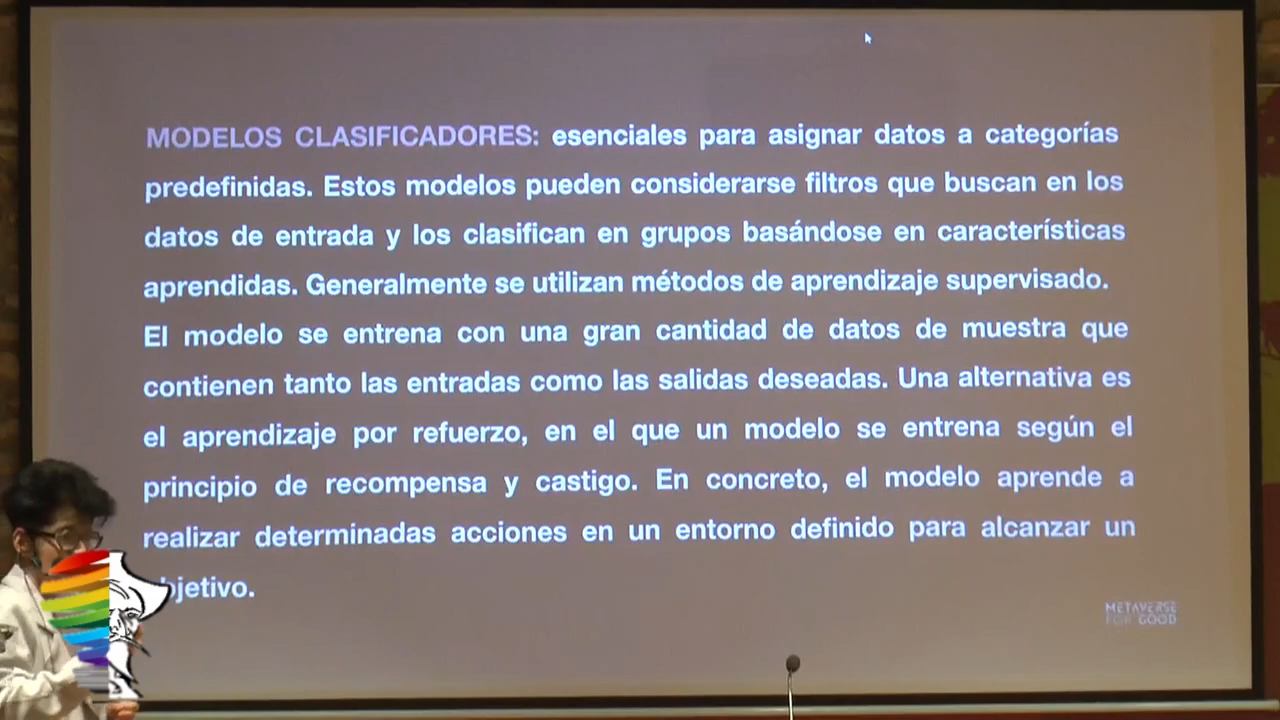 MODELOS CLASIFICADORES: esenciales para asignar datos a categorías
predefinidas. Estos modelos pueden considerarse filtros que buscan en los
datos de entrada y los clasifican en grupos basándose en características
aprendidas. Generalmente se utilizan métodos de aprendizaje supervisado.
El modelo se entrena con una gran cantidad de datos de muestra que
contienen tanto las entradas como las salidas deseadas. Una alternativa es
el aprendizaje por refuerzo, en el que un modelo se entrena según el
principio de recompensa y castigo. En concreto, el modelo aprende a
realizar determinadas acciones en un entorno definido para alcanzar un
bjetivo.
METAVERSE
FOR GOOD